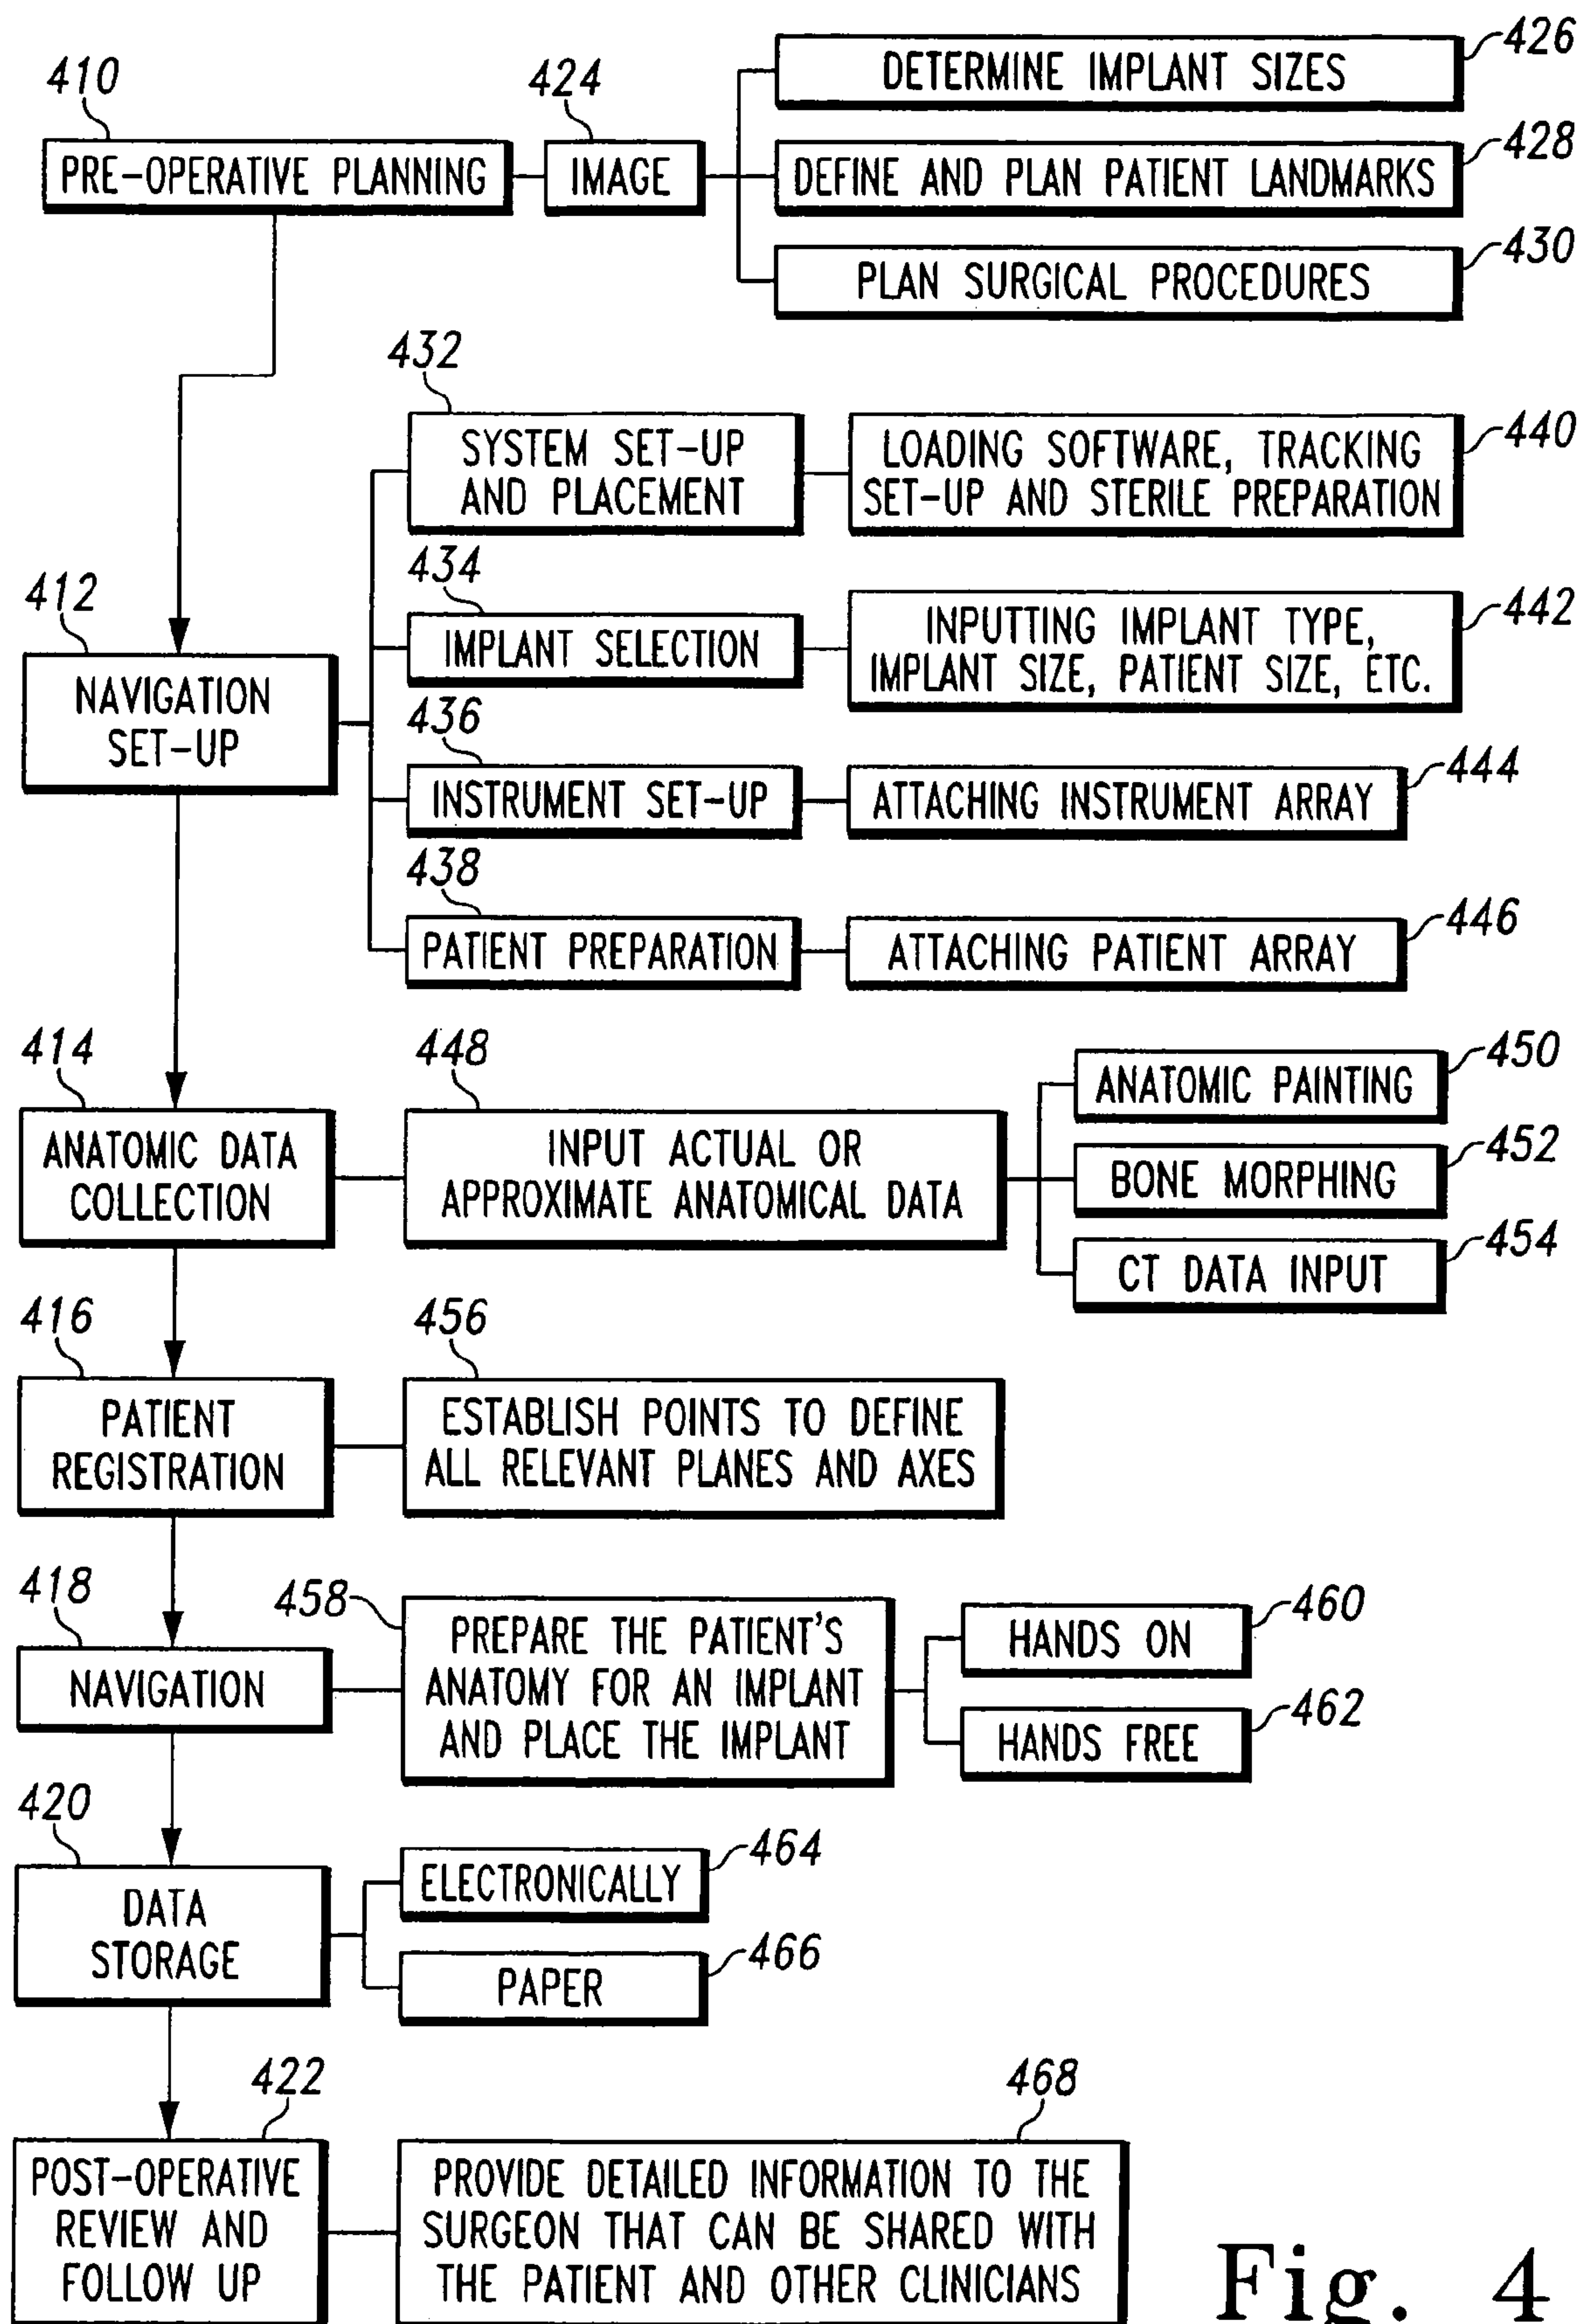 410
PRE-OPERATIVE PLANNING
424
IMAGE
DETERMINE IMPLANT SIZES
426
DEFINE AND PLAN PATIENT LANDMARKS
428
PLAN SURGICAL PROCEDURES
430
412
NAVIGATION
SET-UP
432
SYSTEM SET-UP
AND PLACEMENT
LOADING SOFTWARE, TRACKING
SET-UP AND STERILE PREPARATION
440
434
IMPLANT SELECTION
INPUTTING IMPLANT TYPE,
IMPLANT SIZE, PATIENT SIZE, ETC.
442
436
INSTRUMENT SET-UP
ATTACHING INSTRUMENT ARRAY
444
438
PATIENT PREPARATION
ATTACHING PATIENT ARRAY
446
414
ANATOMIC DATA
COLLECTION
448
INPUT ACTUAL OR
APPROXIMATE ANATOMICAL DATA
ANATOMIC PAINTING
450
BONE MORPHING
452
CT DATA INPUT
454
416
PATIENT
REGISTRATION
456
ESTABLISH POINTS TO DEFINE
ALL RELEVANT PLANES AND AXES
418
NAVIGATION
458
PREPARE THE PATIENT'S
ANATOMY FOR AN IMPLANT
AND PLACE THE IMPLANT
HANDS ON
460
HANDS FREE
462
420
DATA
STORAGE
ELECTRONICALLY
464
PAPER
466
422
POST-OPERATIVE
REVIEW AND
FOLLOW UP
468
PROVIDE DETAILED INFORMATION TO THE
SURGEON THAT CAN BE SHARED WITH
THE PATIENT AND OTHER CLINICIANS
Fig. 4